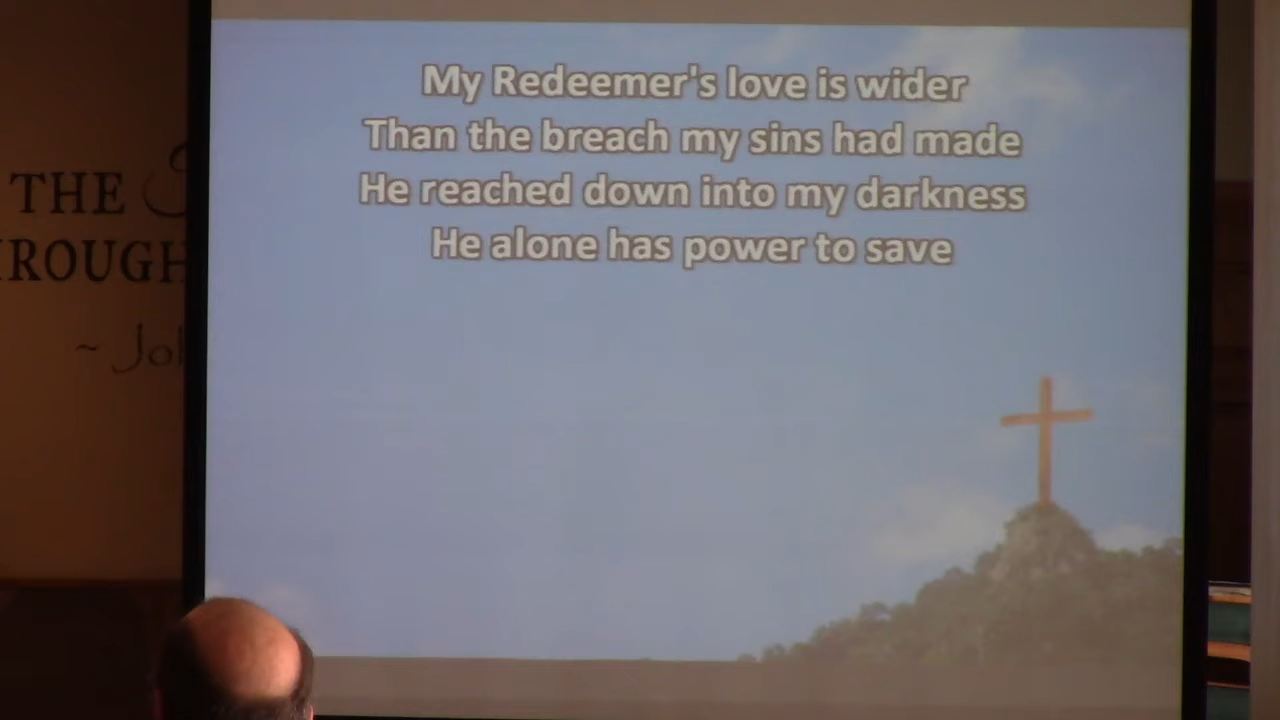 My Redeemer's love is wider
Than the breach my sins had made
He reached down into my darkness
He alone has power to save
THE
~